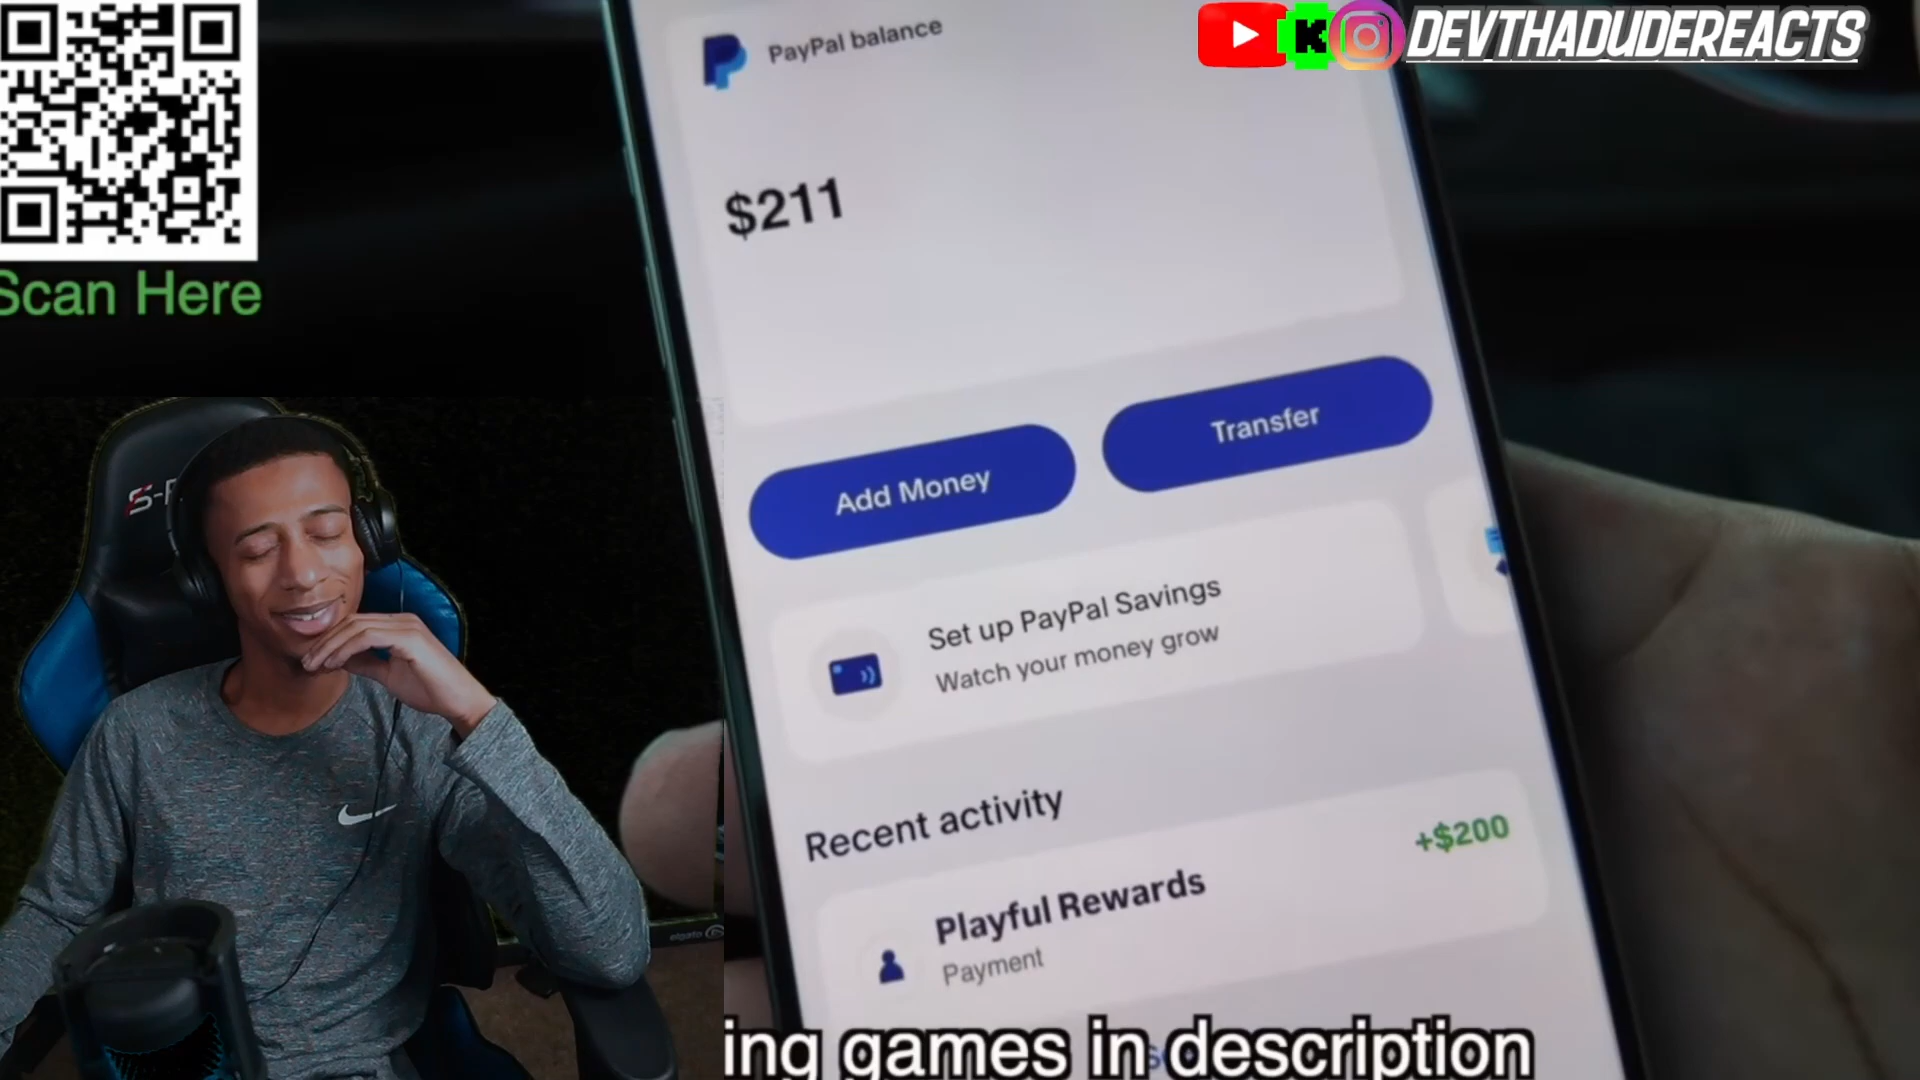 DEVTHADUDEREACTS
PayPal balance
$211
Scan Here
Add Money
Transfer
Set up PayPal Savings
Watch your money grow
Recent activity
+$200
Playful Rewards
Payment
ing games in description
elgato